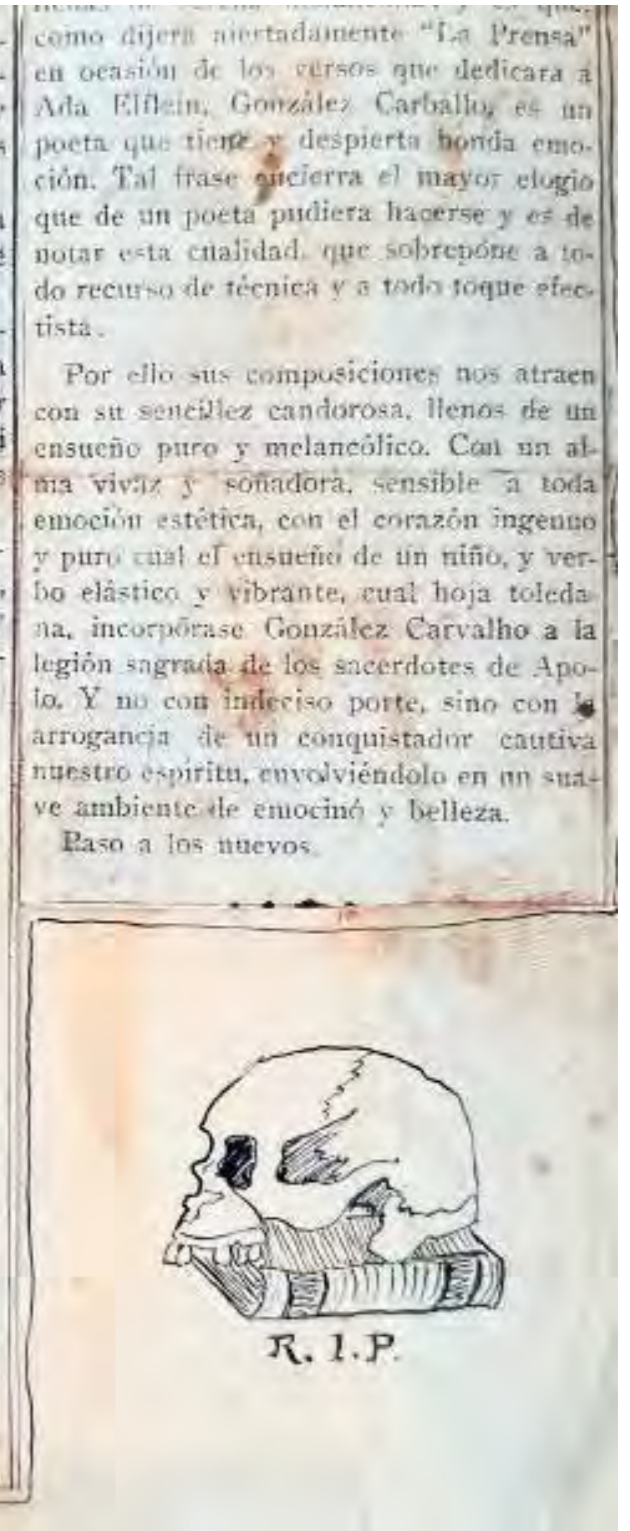 como dijera aiertadamente "La Prensa"
en ocasión de los versos que dedicara á
Ada Elflein, González Carballo, es un
poeta que tiene y despierta honda emo-
ción. Tal frase encierra el mayor elogio
que de un poeta pudiera hacerse y es de
notar esta cualidad, que sobrepóne a to-
do recurso de técnica y a todo toque efec-
tista.
Por ello sus composiciones nos atraen
con su sencillez candorosa, llenos de un
ensueño puro y melancólico. Con un al-
ma vivaz y soñadora, sensible a toda
emoción estética, con el corazón ingenuo
y puro cual el ensueño de un niño, y ver-
bo elástico y vibrante, cual hoja toleda-
na, incorpórase González Carvalho a la
legión sagrada de los sacerdotes de Apo-
lo. Y no con indeciso porte, sino con la
arrogancia de un conquistador cautiva
nuestro espíritu, envolviéndolo en un sua-
ve ambiente de emocinó y belleza.
Paso a los nuevos.
R. I. P.